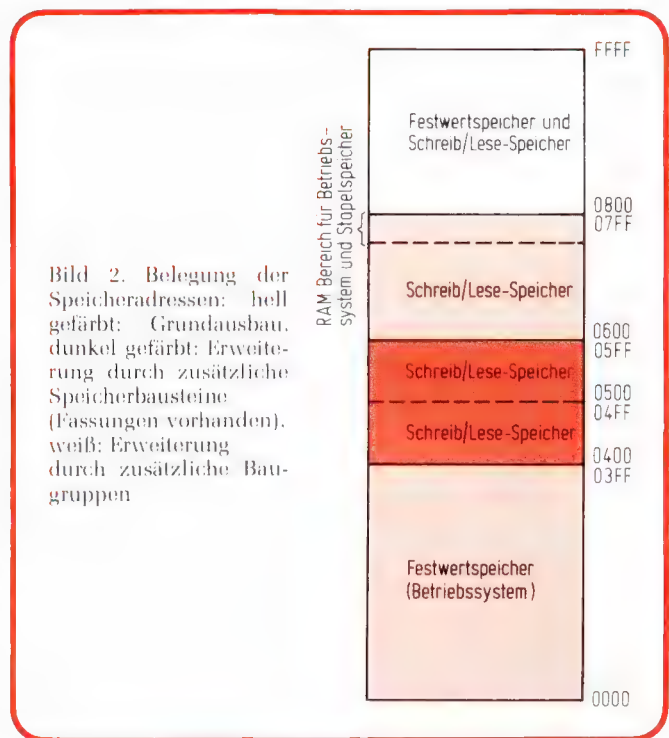 Bild 2. Belegung der
Speicheradressen: hell
gefärbt: Grundausbau,
dunkel gefärbt: Erweite-
rung durch zusätzliche
Speicherbausteine
(Fassungen vorhanden),
weiß: Erweiterung
durch zusätzliche Bau-
gruppen
RAM Bereich für Betriebs-
system und Stapelspeicher
FFFF
Festwertspeicher und
Schreib/Lese-Speicher
0800
07FF
Schreib/Lese-Speicher
0600
05FF
Schreib/Lese-Speicher
0500
04FF
Schreib/Lese-Speicher
0400
03FF
Festwertspeicher
(Betriebssystem)
0000